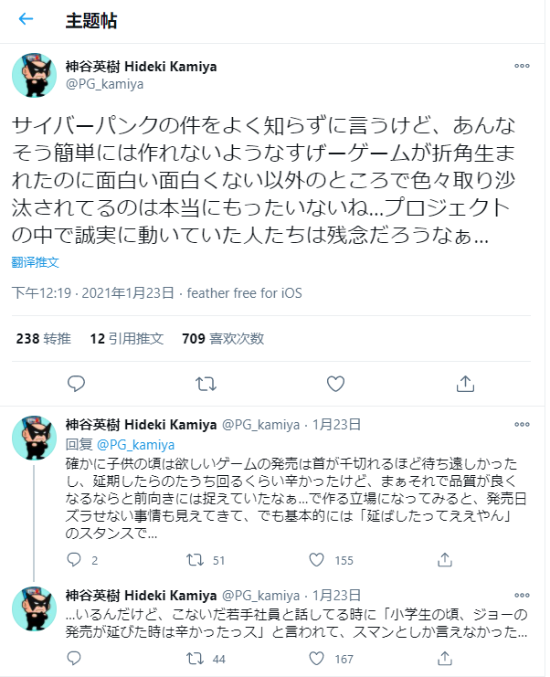 主题帖
神谷英樹 Hideki Kamiya
@PG_kamiya
サイバーパンクの件をよく知らずに言うけど、あんな
そう簡単には作れないようなすげーゲームが折角生ま
れたのに面白い面白くない以外のところで色々取り沙
汰されてるのは本当にもったいないね…プロジェクト
の中で誠実に動いていた人たちは残念だろうなぁ…
翻译推文
下午12:19 · 2021年1月23日 · feather free for iOS
238 转推 12 引用推文 709 喜欢次数
神谷英樹 Hideki Kamiya @PG_kamiya · 1月23日
回复 @PG_kamiya
確かに子供の頃は欲しいゲームの発売は首が千切れるほど待ち遠しかった
し、延期したらのたうち回るくらい辛かったけど、まぁそれで品質が良く
なるならと前向きには捉えていたなぁ…で作る立場になってみると、発売日
ズラせない事情も見えてきて、でも基本的には「延ばしたってええやん」
のスタンスで…
2 51 155
神谷英樹 Hideki Kamiya @PG_kamiya · 1月23日
…いるんだけど、こないだ若手社員と話してる時に「小学生の頃、ジョーの
発売が延びた時は辛かったっス」と言われて、スマンとしか言えなかった…
44 167